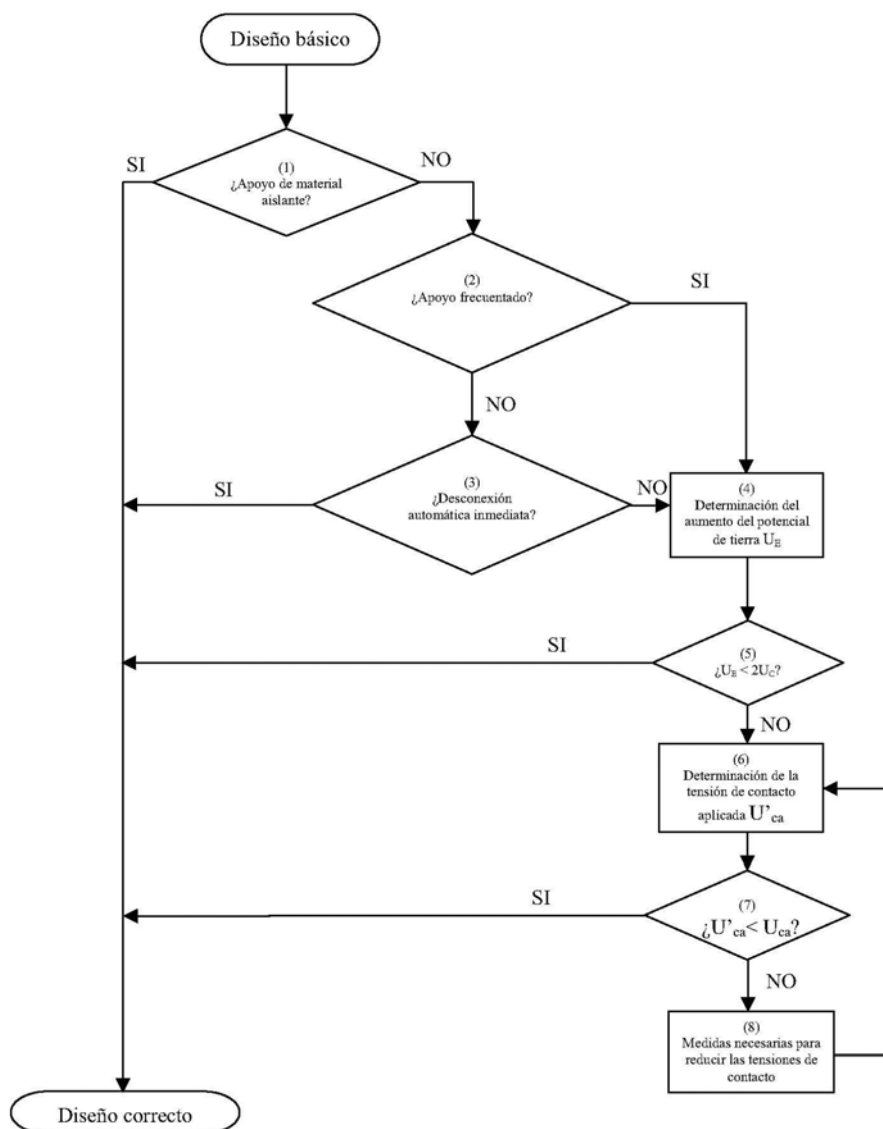 Diseño básico
SI
(1)
¿Apoyo de material
aislante?
NO
(2)
¿Apoyo frecuentado?
SI
NO
SI
(3)
¿Desconexión
automática inmediata?
NO
(4)
Determinación del
aumento del potencial
de tierra U_E
SI
(5)
¿U_E < 2U_C?
NO
(6)
Determinación de la
tensión de contacto
aplicada U'_ca
SI
(7)
¿U'_ca< U_ca?
NO
(8)
Medidas necesarias para
reducir las tensiones de
contacto
Diseño correcto